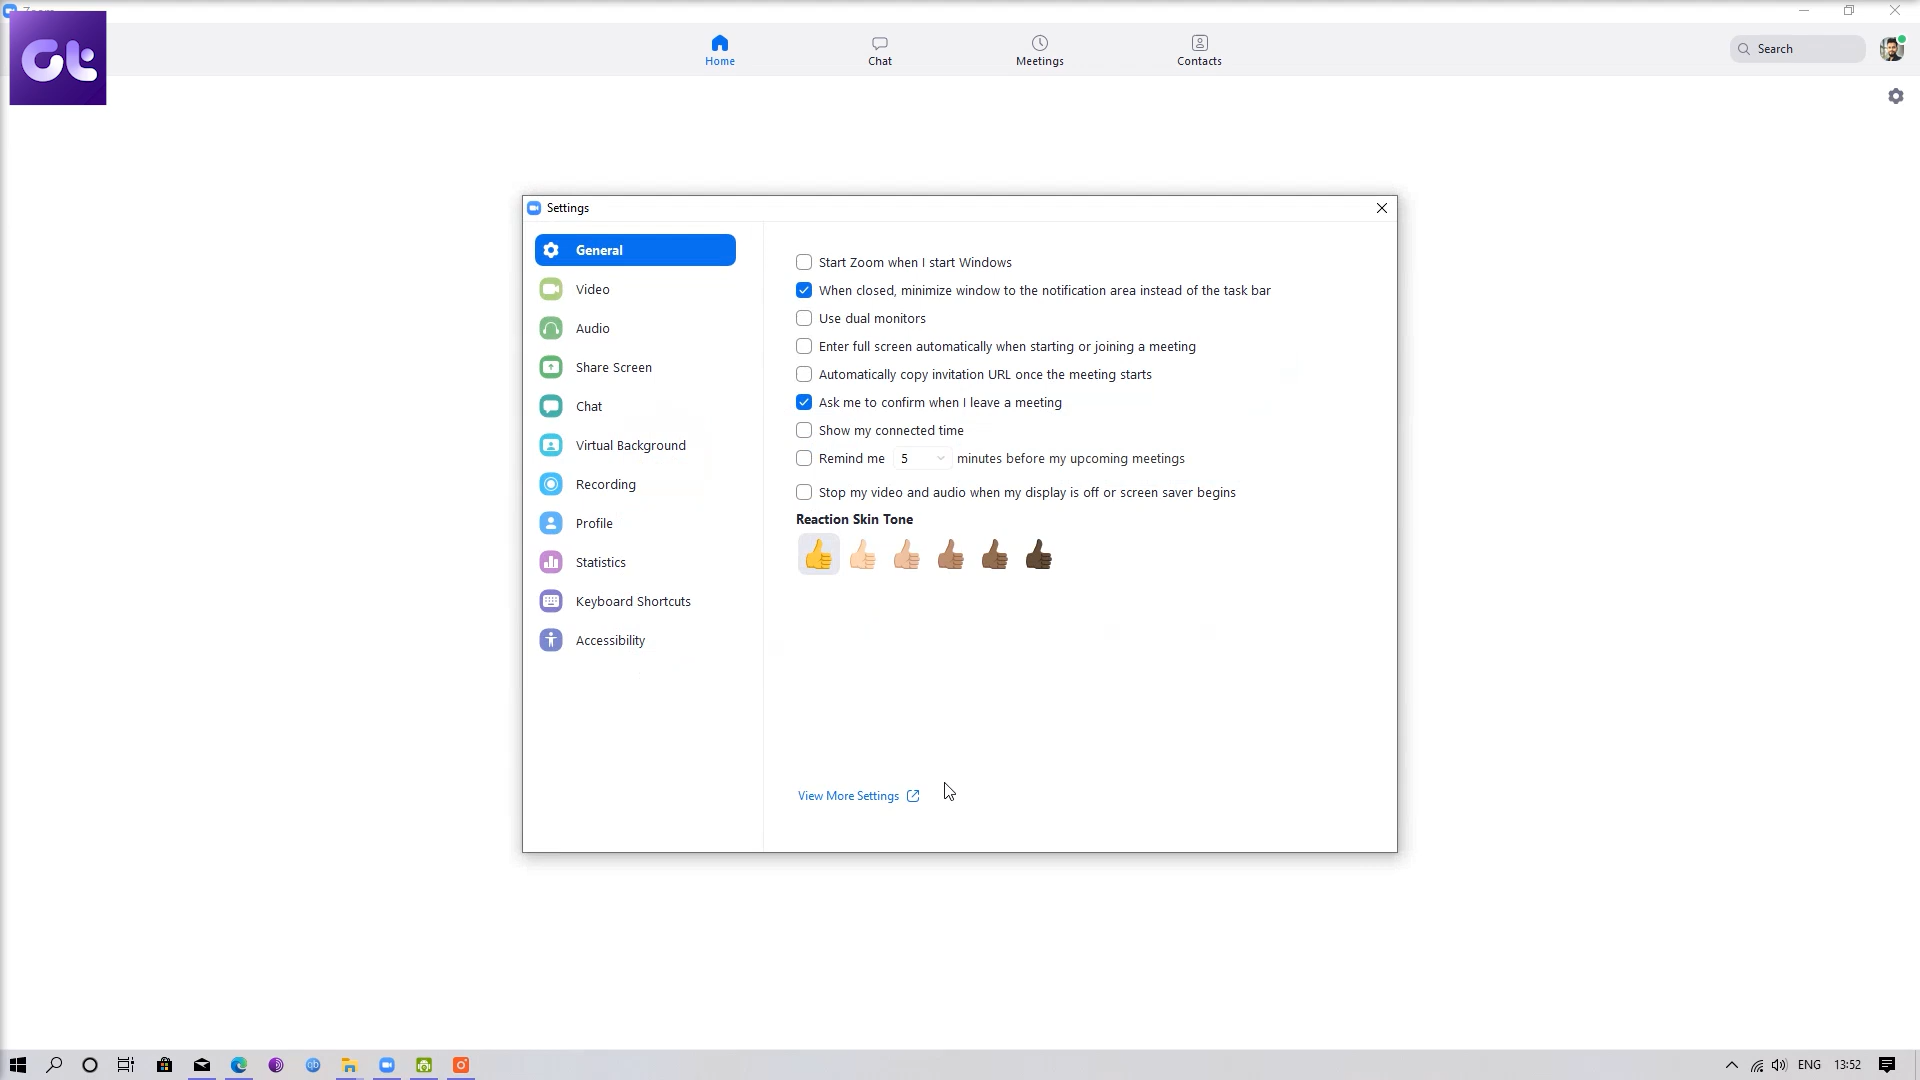 Zoom
Gt
Home
Chat
Meetings
Contacts
Search
Settings
General
Video
Audio
Share Screen
Chat
Virtual Background
Recording
Profile
Statistics
Keyboard Shortcuts
Accessibility
Start Zoom when I start Windows
When closed, minimize window to the notification area instead of the task bar
Use dual monitors
Enter full screen automatically when starting or joining a meeting
Automatically copy invitation URL once the meeting starts
Ask me to confirm when I leave a meeting
Show my connected time
Remind me 5 minutes before my upcoming meetings
Stop my video and audio when my display is off or screen saver begins
Reaction Skin Tone
View More Settings
qb
ENG 13:52